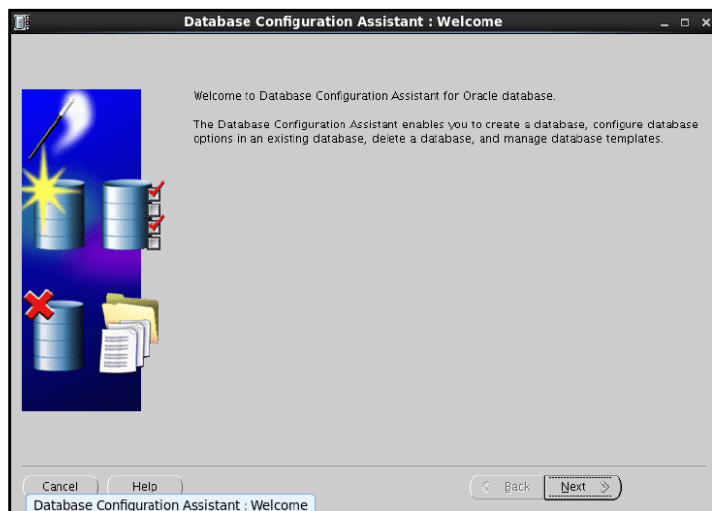 Database Configuration Assistant : Welcome
Welcome to Database Configuration Assistant for Oracle database.
The Database Configuration Assistant enables you to create a database, configure database
options in an existing database, delete a database, and manage database templates.
Cancel
Help
Back
Next
Database Configuration Assistant : Welcome